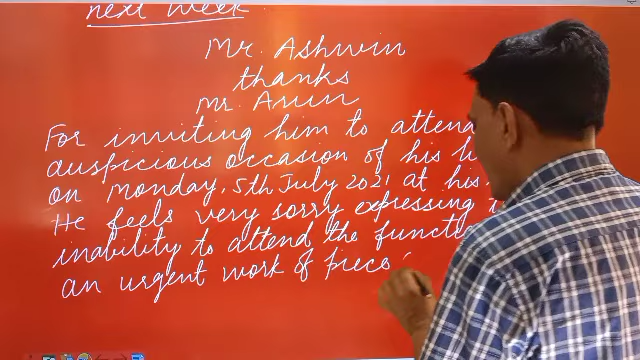 next week.
Mr. Ashwin
thanks
Mr. Arun
For inviting him to attend
auspicious occasion of his
on Monday, 5th July 2021 at his
He feels very sorry expressing
inability to attend the functi
an urgent work of